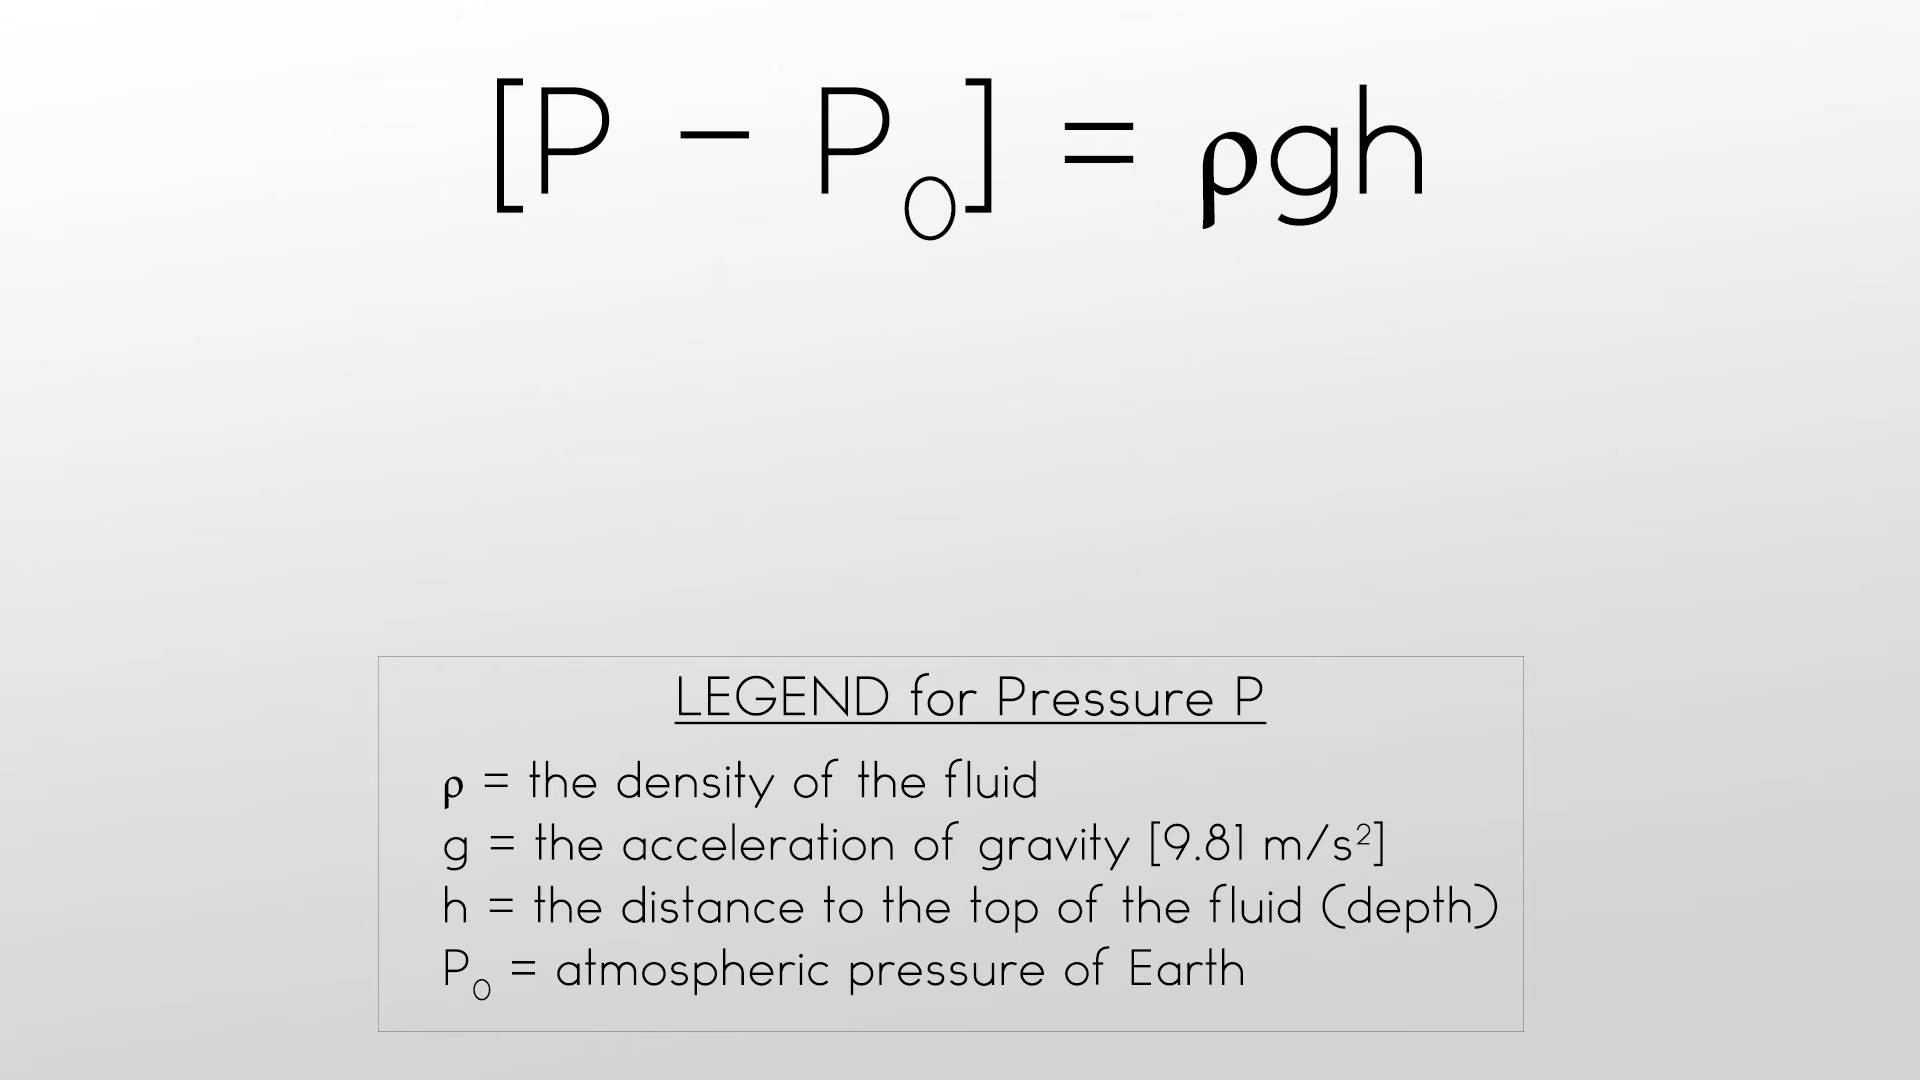 [P − P₀] = ρgh
LEGEND for Pressure P
ρ = the density of the fluid
g = the acceleration of gravity [9.81 m/s²]
h = the distance to the top of the fluid (depth)
P₀ = atmospheric pressure of Earth